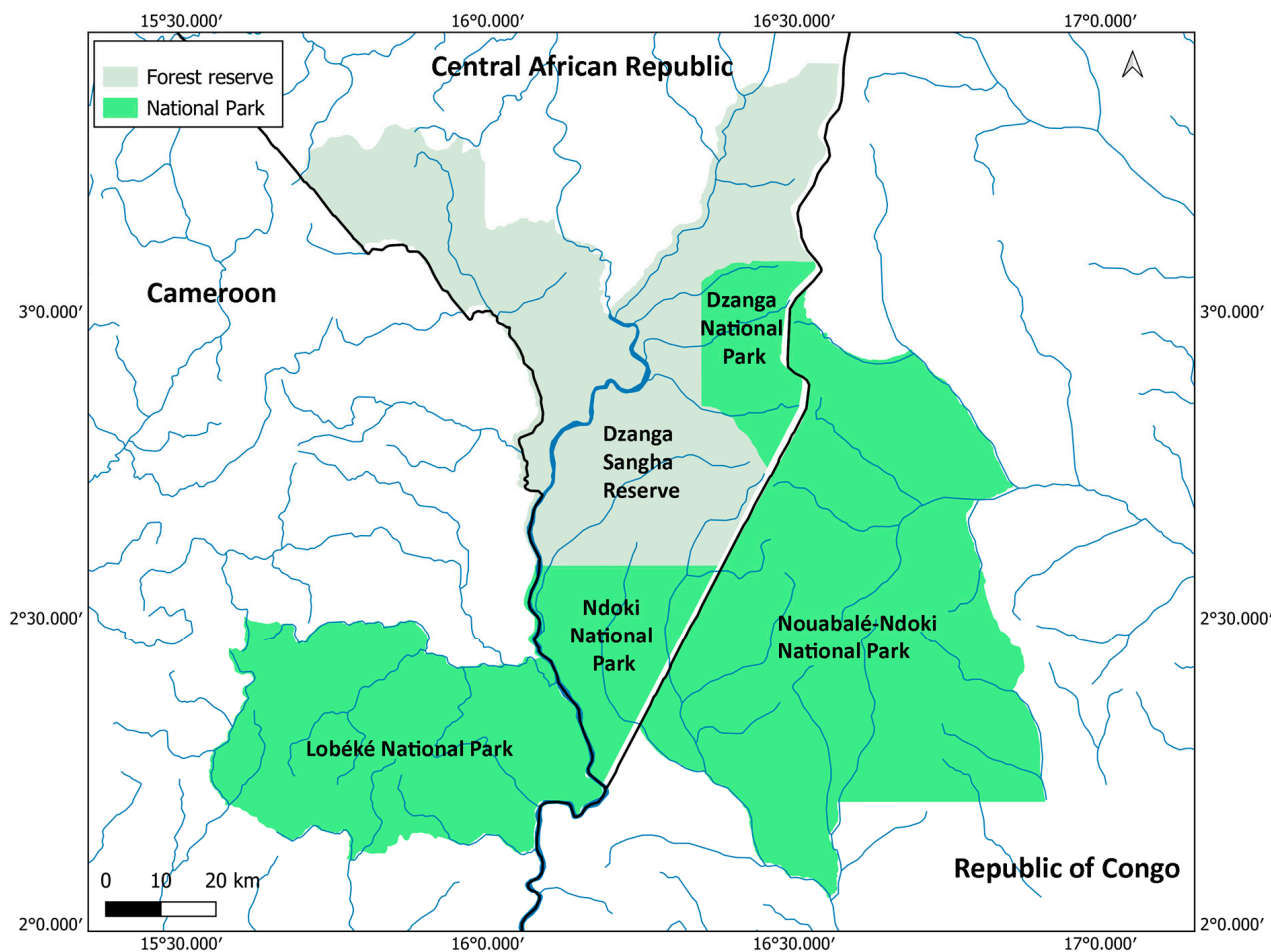 15°30.000′ 16°0.000′ 16°30.000′ 17°0.000′
Forest reserve
National Park
Central African Republic
Cameroon
3°0.000′ 3°0.000′
Dzanga
National
Park
Dzanga
Sangha
Reserve
Ndoki
National
Park
2°30.000′ 2°30.000′
Nouabalé-Ndoki
National Park
Lobéké National Park
Republic of Congo
0 10 20 km
2°0.000′ 2°0.000′
15°30.000′ 16°0.000′ 16°30.000′ 17°0.000′